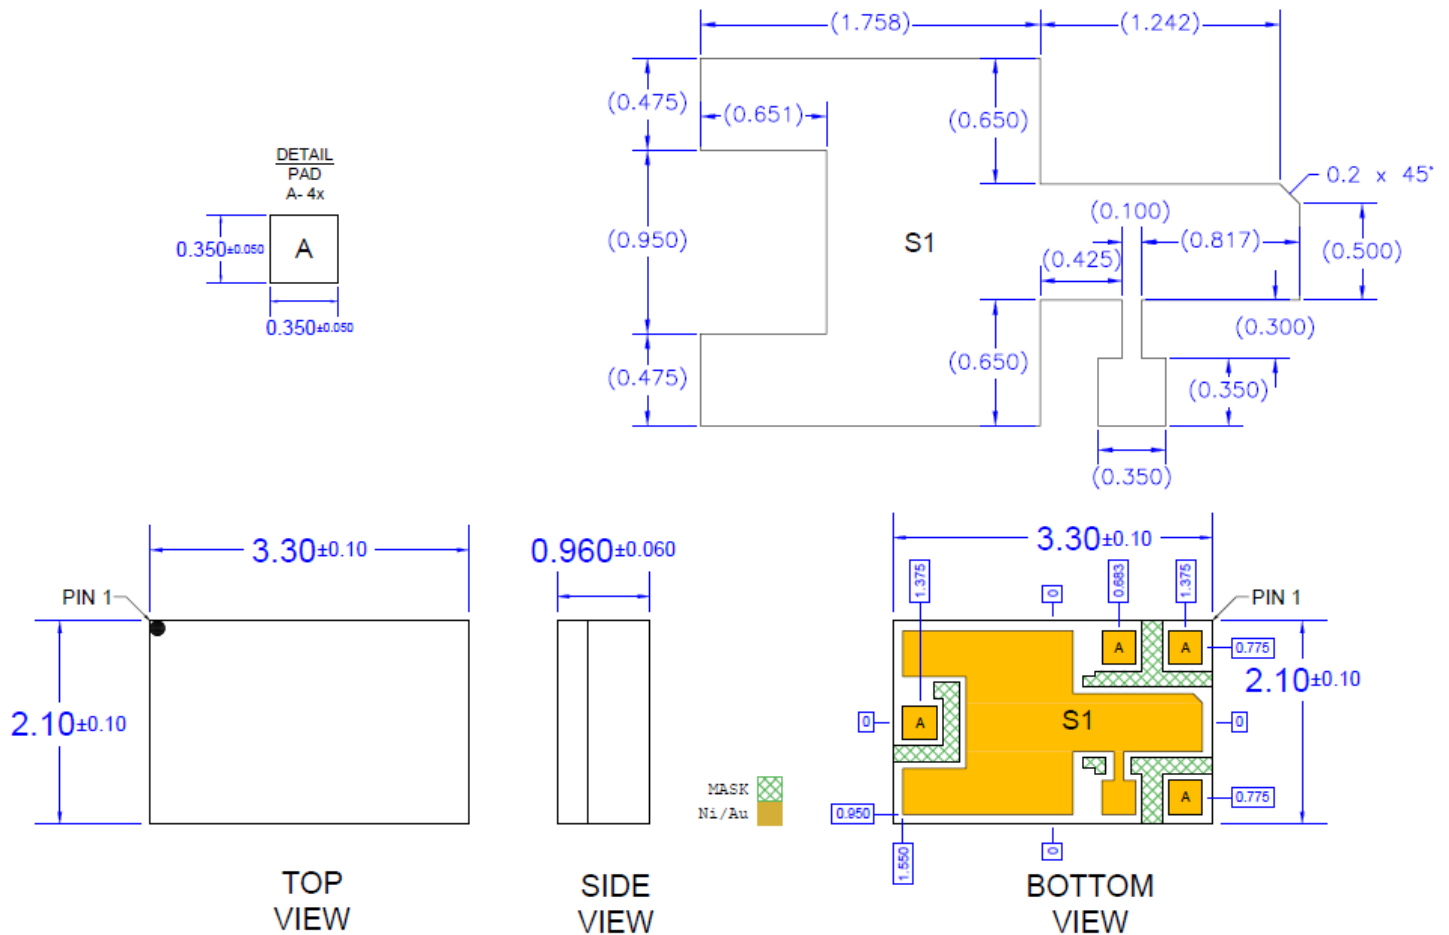 (1.758)
(1.242)
(0.475)
(0.651)
(0.650)
DETAIL
PAD
A- 4x
0.2 x 45°
(0.100)
0.350±0.050
A
(0.950)
S1
(0.817)
(0.425)
(0.500)
0.350±0.050
(0.300)
(0.475)
(0.650)
(0.350)
(0.350)
3.30±0.10
0.960±0.060
3.30±0.10
1.375
0
0.683
1.375
PIN 1
PIN 1
A
A
0.775
2.10±0.10
2.10±0.10
0
A
S1
0
MASK
Ni/Au
A
0.775
0.950
1.550
0
TOP
VIEW
SIDE
VIEW
BOTTOM
VIEW